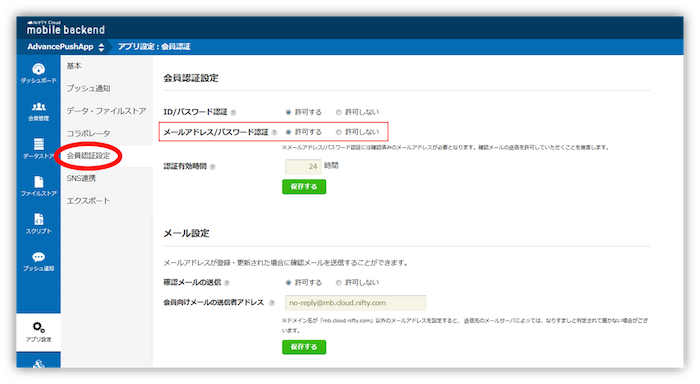 NIFTY Cloud
mobile backend
AdvancePushApp
アプリ設定：会員認証
ダッシュボード
会員管理
データストア
ファイルストア
スクリプト
プッシュ通知
アプリ設定
基本
プッシュ通知
データ・ファイルストア
コラボレータ
会員認証設定
SNS連携
エクスポート
会員認証設定
ID/パスワード認証 ? 許可する 許可しない
メールアドレス/パスワード認証 ? 許可する 許可しない
※メールアドレス/パスワード認証には確認済みのメールアドレスが必要となります。確認メールの送信を許可していただくことを推奨します。
認証有効時間 ? 24 時間
保存する
メール設定
メールアドレスが登録・更新された場合に確認メールを送信することができます。
確認メールの送信 ? 許可する 許可しない
会員向けメールの送信者アドレス ? no-reply@mb.cloud.nifty.com
※ドメイン名が「mb.cloud.nifty.com」以外のメールアドレスを設定すると、 送信先のメールサーバによっては、なりすましと判定されて届かない場合がござ
います。
保存する